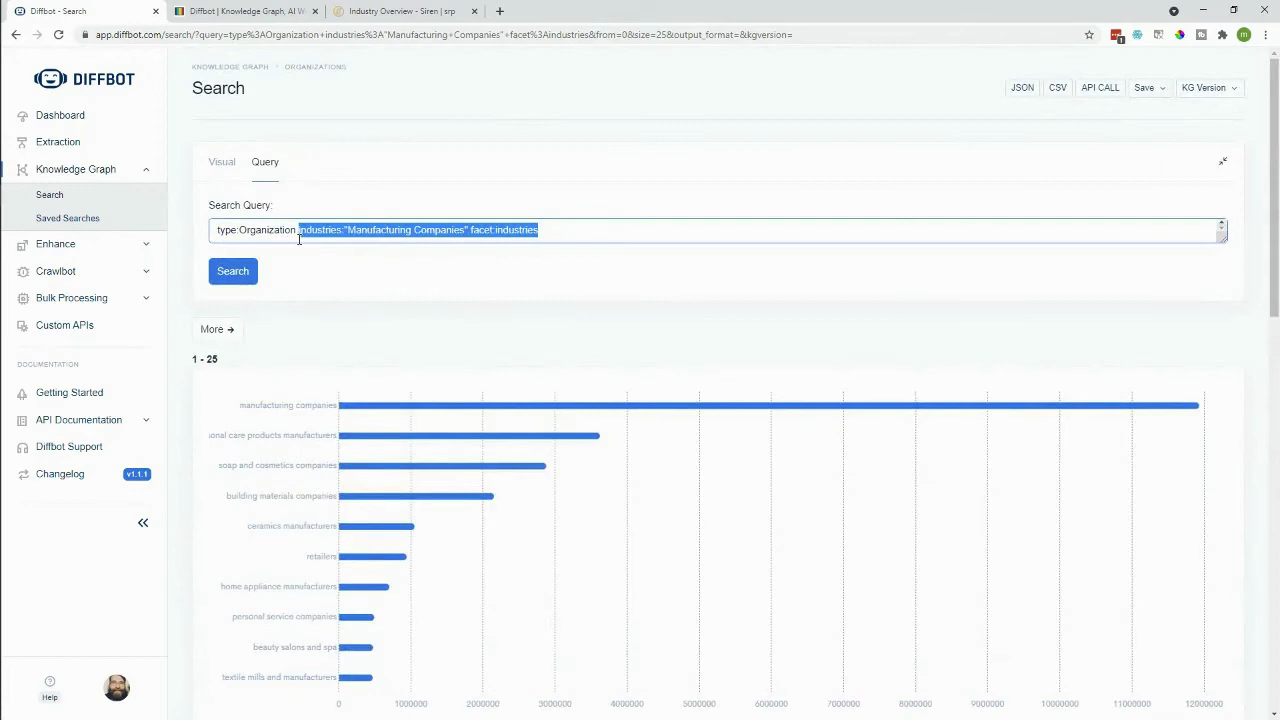 Diffbot - Search
Diffbot | Knowledge Graph, AI W
Industry Overview - Siren | srp
app.diffbot.com/search/?query=type%3AOrganization+industries%3A"Manufacturing+Companies"+facet%3Aindustries&from=0&size=25&output_format=&kgversion=
1
m
DIFFBOT
Dashboard
Extraction
Knowledge Graph
Search
Saved Searches
Enhance
Crawlbot
Bulk Processing
Custom APIs
DOCUMENTATION
Getting Started
API Documentation
Diffbot Support
Changelog
v1.1.1
Help
KNOWLEDGE GRAPH
ORGANIZATIONS
Search
JSON
CSV
API CALL
Save
KG Version
Visual
Query
Search Query:
type:Organization industries:"Manufacturing Companies" facet:industries
Search
More →
1 - 25
manufacturing companies
onal care products manufacturers
soap and cosmetics companies
building materials companies
ceramics manufacturers
retailers
home appliance manufacturers
personal service companies
beauty salons and spa
textile mills and manufacturers
0 1000000 2000000 3000000 4000000 5000000 6000000 7000000 8000000 9000000 10000000 11000000 12000000